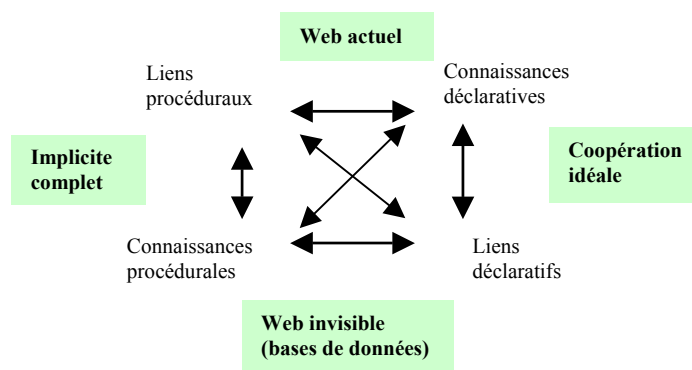 Web actuel
Liens
procéduraux
Connaissances
déclaratives
Implicite
complet
Coopération
idéale
Connaissances
procédurales
Liens
déclaratifs
Web invisible
(bases de données)